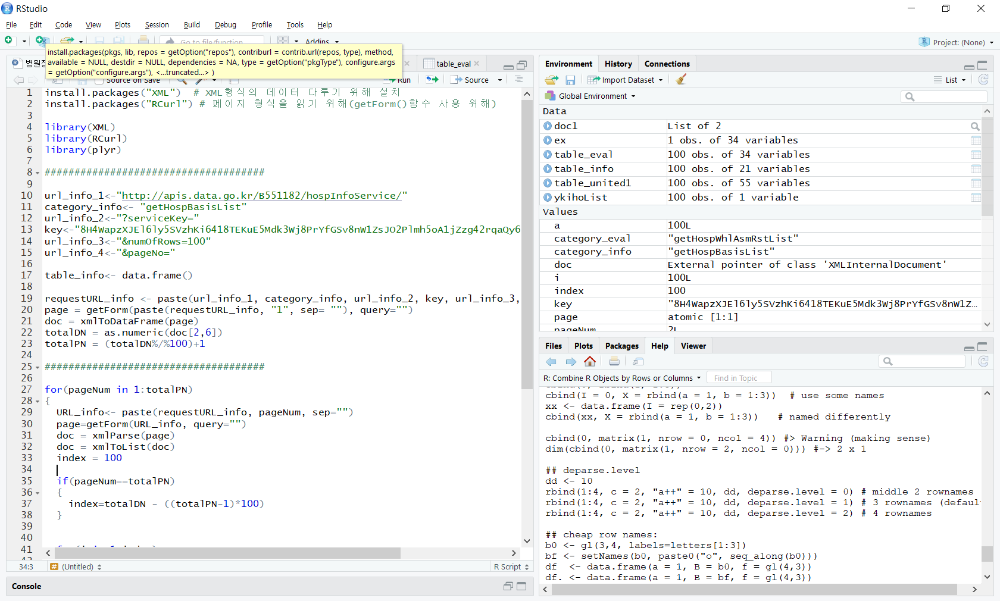 RStudio
File Edit Code View Plots Session Build Debug Profile Tools Help
Go to file/function Addins Project: (None)
install.packages(pkgs, lib, repos = getOption("repos"), contriburl = contrib.url(repos, type), method,
available = NULL, destdir = NULL, dependencies = NA, type = getOption("pkgType"), configure.args
= getOption("configure.args"), <...truncated...> )
table_eval
Source on Save Run Source
1 install.packages("XML") # XML형식의 데이터 다루기 위해 설치
2 install.packages("RCurl") # 페이지 형식을 읽기 위해(getForm()함수 사용 위해)
3
4 library(XML)
5 library(RCurl)
6 library(plyr)
7
8 #####################################
9
10 url_info_1<-"http://apis.data.go.kr/B551182/hospInfoService/"
11 category_info<- "getHospBasisList"
12 url_info_2<-"?serviceKey="
13 key<-"8H4WapzXJEl6ly5SVzhKi6418TEKuE5Mdk3Wj8PrYfGSv8nW1ZsJO2Plmh5oA1jZzg42rqaQy6
14 url_info_3<-"&numOfRows=100"
15 url_info_4<-"&pageNo="
16
17 table_info<- data.frame()
18
19 requestURL_info <- paste(url_info_1, category_info, url_info_2, key, url_info_3,
20 page = getForm(paste(requestURL_info, "1", sep= ""), query="")
21 doc = xmlToDataFrame(page)
22 totalDN = as.numeric(doc[2,6])
23 totalPN = (totalDN%/%100)+1
24
25 #####################################
26
27 for(pageNum in 1:totalPN)
28 {
29 URL_info<- paste(requestURL_info, pageNum, sep="")
30 page=getForm(URL_info, query="")
31 doc = xmlParse(page)
32 doc = xmlToList(doc)
33 index = 100
34
35 if(pageNum==totalPN)
36 {
37 index=totalDN - ((totalPN-1)*100)
38 }
39
40
41
34:3 (Untitled) R Script
Console
Environment History Connections
Import Dataset List
Global Environment
Data
doc1 List of 2
ex 1 obs. of 34 variables
table_eval 100 obs. of 34 variables
table_info 100 obs. of 21 variables
table_united1 100 obs. of 55 variables
ykihoList 100 obs. of 1 variable
Values
a 100L
category_eval "getHospWhlAsmRstList"
category_info "getHospBasisList"
doc External pointer of class 'XMLInternalDocument'
i 100L
index 100
key "8H4WapzXJEl6ly5SVzhKi6418TEKuE5Mdk3Wj8PrYfGSv8nW1Z...
page atomic [1:1]
pageNum 2L
Files Plots Packages Help Viewer
R: Combine R Objects by Rows or Columns Find in Topic
cbind(I = 0, X = rbind(a = 1, b = 1:3)) # use some names
xx <- data.frame(I = rep(0,2))
cbind(xx, X = rbind(a = 1, b = 1:3)) # named differently
cbind(0, matrix(1, nrow = 0, ncol = 4)) #> Warning (making sense)
dim(cbind(0, matrix(1, nrow = 2, ncol = 0))) #-> 2 x 1
## deparse.level
dd <- 10
rbind(1:4, c = 2, "a++" = 10, dd, deparse.level = 0) # middle 2 rownames
rbind(1:4, c = 2, "a++" = 10, dd, deparse.level = 1) # 3 rownames (defaul
rbind(1:4, c = 2, "a++" = 10, dd, deparse.level = 2) # 4 rownames
## cheap row names:
b0 <- gl(3,4, labels=letters[1:3])
bf <- setNames(b0, paste0("o", seq_along(b0)))
df <- data.frame(a = 1, B = b0, f = gl(4,3))
df. <- data.frame(a = 1, B = bf, f = gl(4,3))